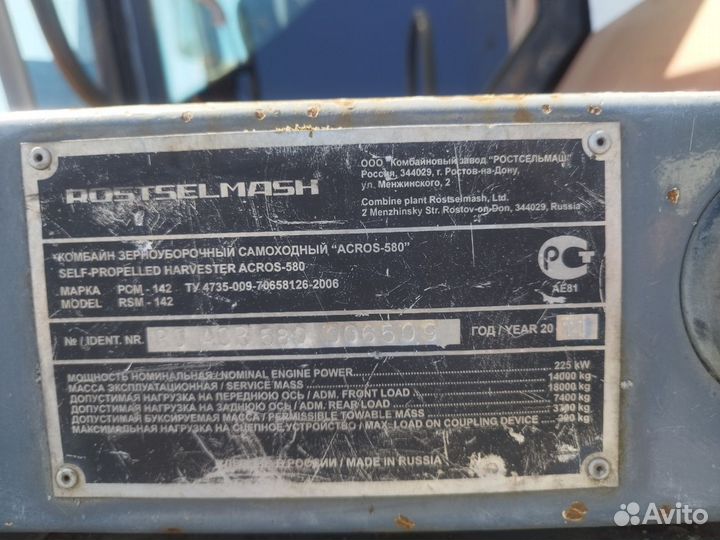 ROSTSELMASH
ООО "Комбайновый завод "РОСТСЕЛЬМАШ"
Россия, 344029, г. Ростов-на-Дону,
ул. Менжинского, 2
Combine plant Rostselmash, Ltd.
2 Menzhinsky Str. Rostov-on-Don, 344029, Russia
КОМБАЙН ЗЕРНОУБОРОЧНЫЙ САМОХОДНЫЙ "ACROS-580"
SELF-PROPELLED HARVESTER ACROS-580
МАРКА РСМ - 142 ТУ 4735-009-70658126-2006
MODEL RSM - 142
АЕ81
№ / IDENT. NR. 580 006509
ГОД / YEAR 20
МОЩНОСТЬ НОМИНАЛЬНАЯ / NOMINAL ENGINE POWER 225 kW
МАССА ЭКСПЛУАТАЦИОННАЯ / SERVICE MASS 14000 kg
ДОПУСТИМАЯ НАГРУЗКА НА ПЕРЕДНЮЮ ОСЬ / ADM. FRONT LOAD 18000 kg
ДОПУСТИМАЯ НАГРУЗКА НА ЗАДНЮЮ ОСЬ / ADM. REAR LOAD 7400 kg
ДОПУСТИМАЯ БУКСИРУЕМАЯ МАССА / PERMISSIBLE TOWABLE MASS kg
МАКСИМАЛЬНАЯ НАГРУЗКА НА СЦЕПНОЕ УСТРОЙСТВО / MAX. LOAD ON COUPLING DEVICE kg
В РОССИИ / MADE IN RUSSIA
Avito